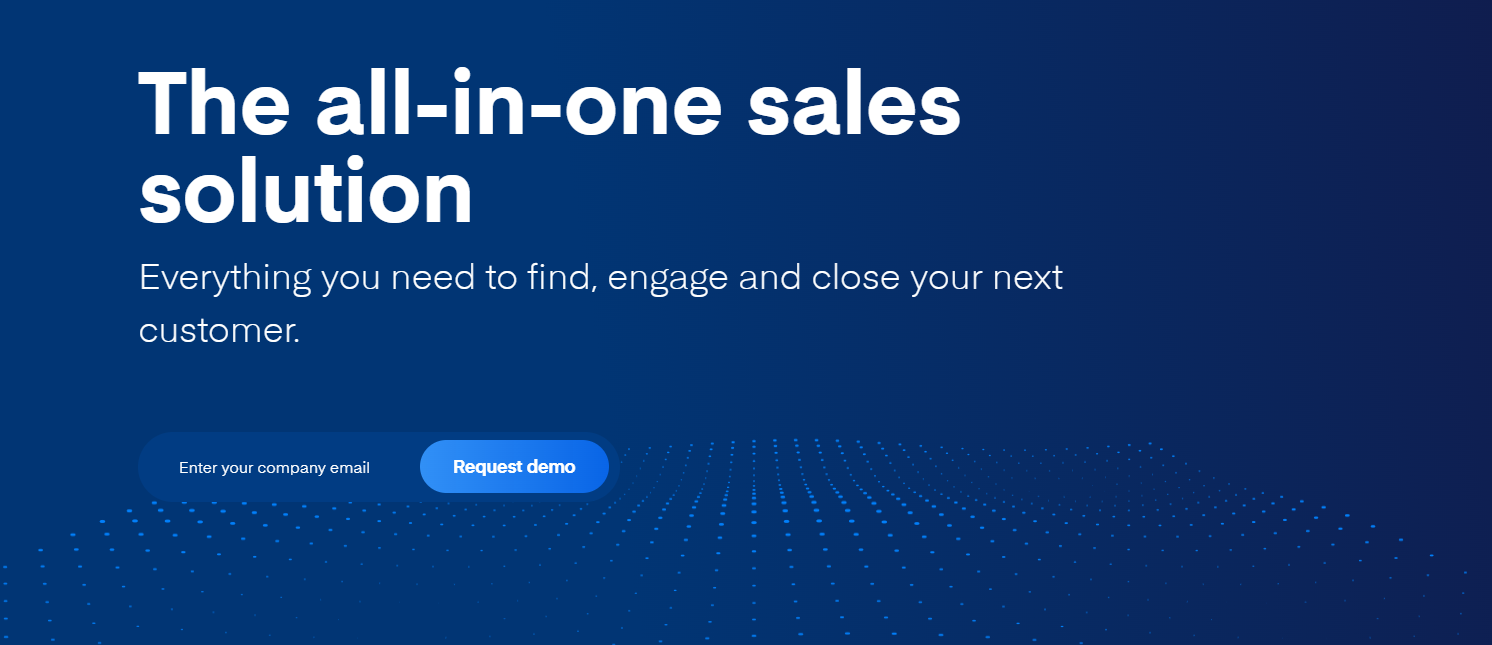 The all-in-one sales
solution
Everything you need to find, engage and close your next
customer.
Enter your company email
Request demo